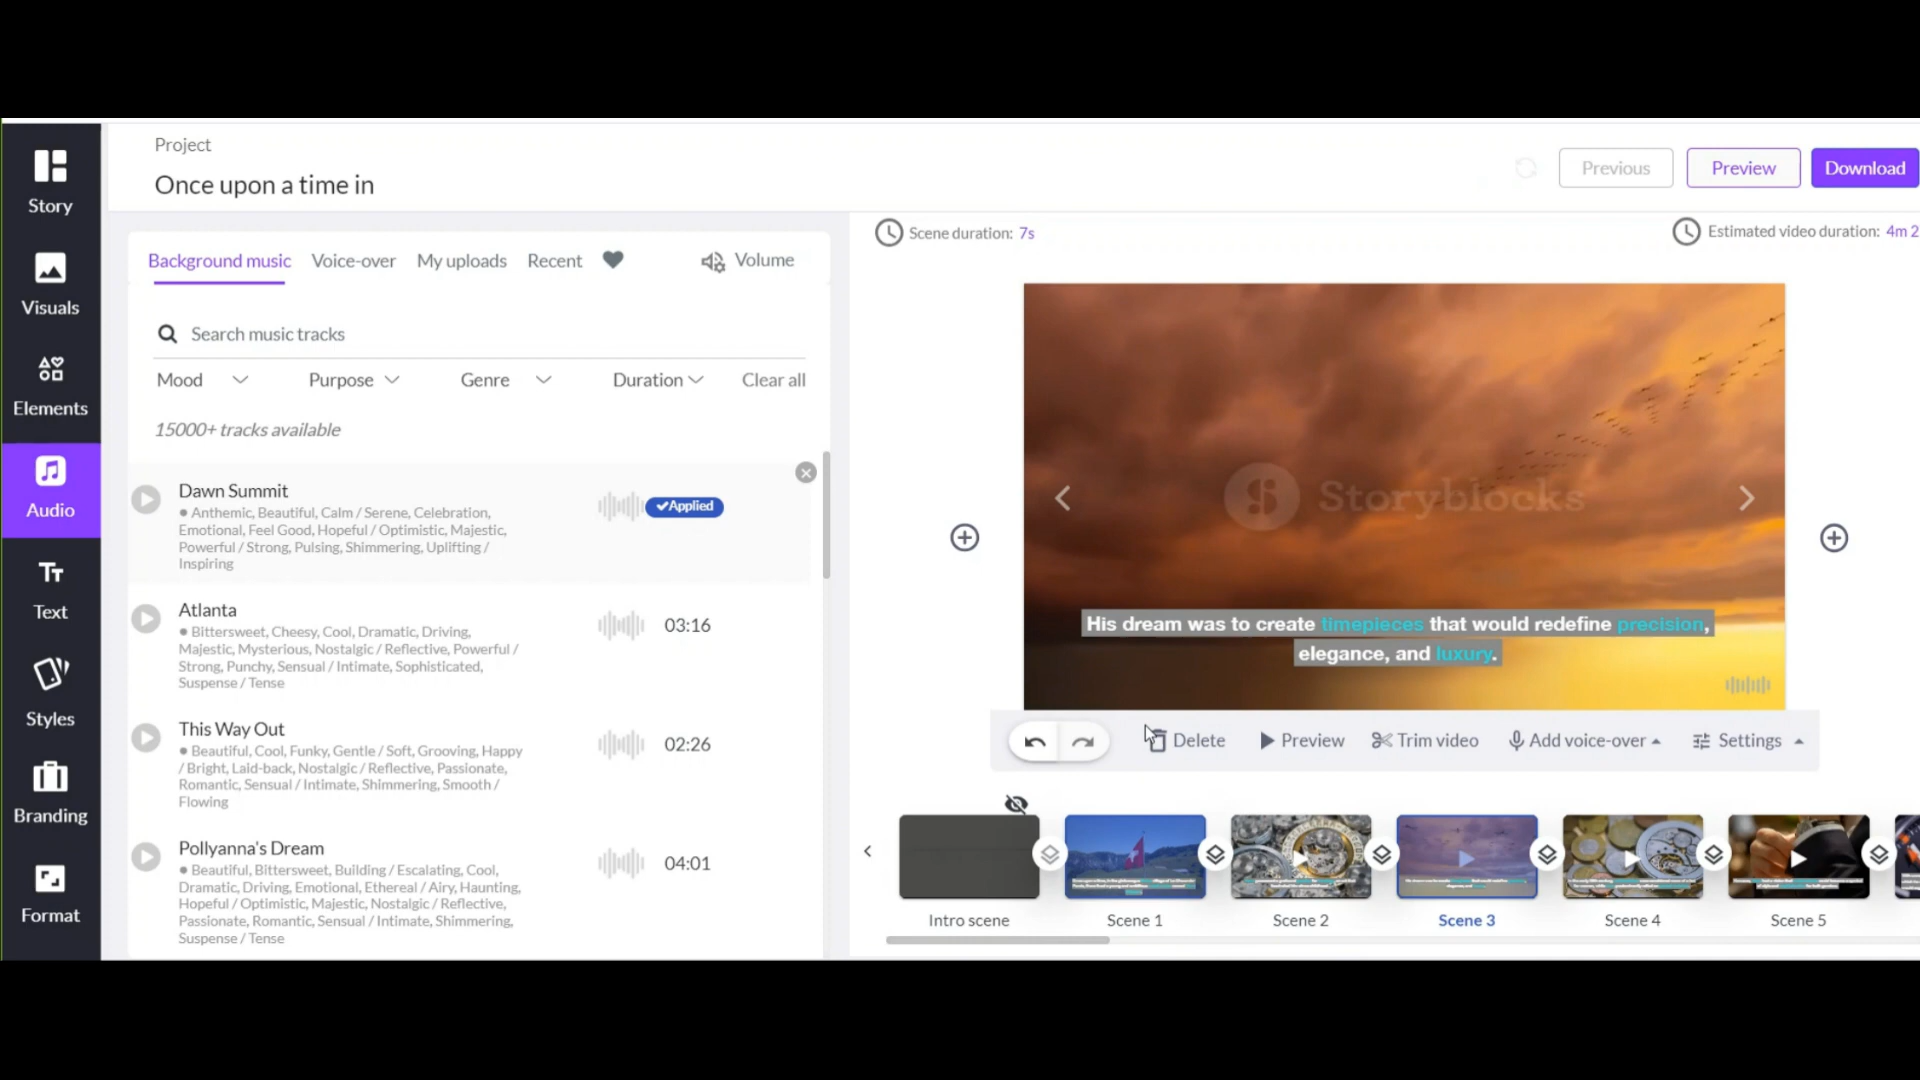 Project
Once upon a time in
Previous
Preview
Download
Story
Visuals
Elements
Audio
Text
Styles
Branding
Format
Background music
Voice-over
My uploads
Recent
Volume
Search music tracks
Mood
Purpose
Genre
Duration
Clear all
15000+ tracks available
Dawn Summit
Anthemic, Beautiful, Calm / Serene, Celebration,
Emotional, Feel Good, Hopeful / Optimistic, Majestic,
Powerful / Strong, Pulsing, Shimmering, Uplifting /
Inspiring
Applied
Atlanta
Bittersweet, Cheesy, Cool, Dramatic, Driving,
Majestic, Mysterious, Nostalgic / Reflective, Powerful /
Strong, Punchy, Sensual / Intimate, Sophisticated,
Suspense / Tense
03:16
This Way Out
Beautiful, Cool, Funky, Gentle / Soft, Grooving, Happy
/ Bright, Laid-back, Nostalgic / Reflective, Passionate,
Romantic, Sensual / Intimate, Shimmering, Smooth /
Flowing
02:26
Pollyanna's Dream
Beautiful, Bittersweet, Building / Escalating, Cool,
Dramatic, Driving, Emotional, Ethereal / Airy, Haunting,
Hopeful / Optimistic, Majestic, Nostalgic / Reflective,
Passionate, Romantic, Sensual / Intimate, Shimmering,
Suspense / Tense
04:01
Scene duration: 7s
Estimated video duration: 4m 2
Storyblocks
His dream was to create timepieces that would redefine precision,
elegance, and luxury.
Delete
Preview
Trim video
Add voice-over
Settings
Intro scene
Scene 1
Scene 2
Scene 3
Scene 4
Scene 5